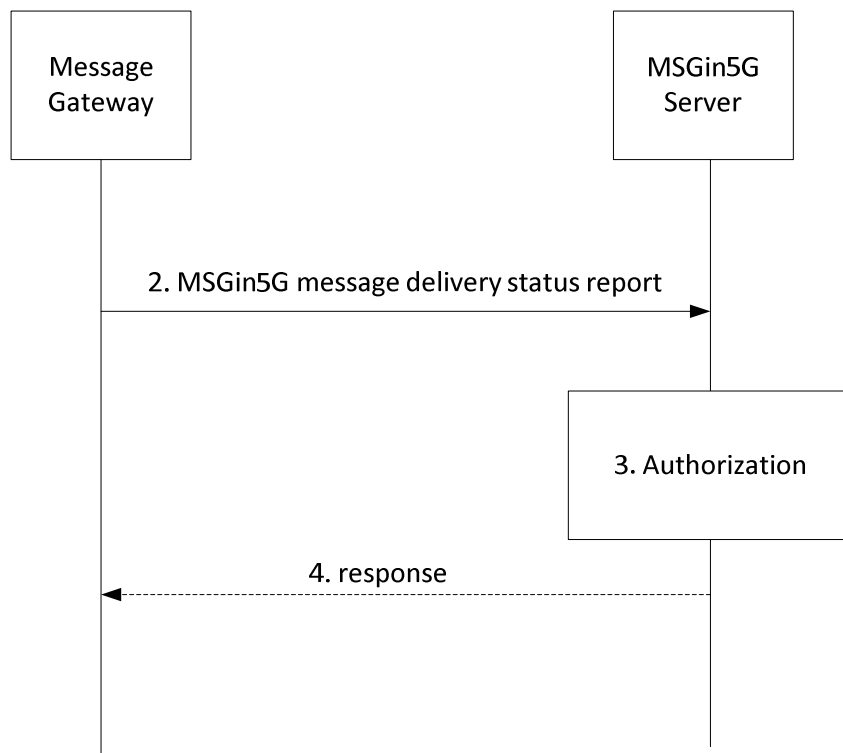 Message
Gateway
MSGin5G
Server
2. MSGin5G message delivery status report
3. Authorization
4. response